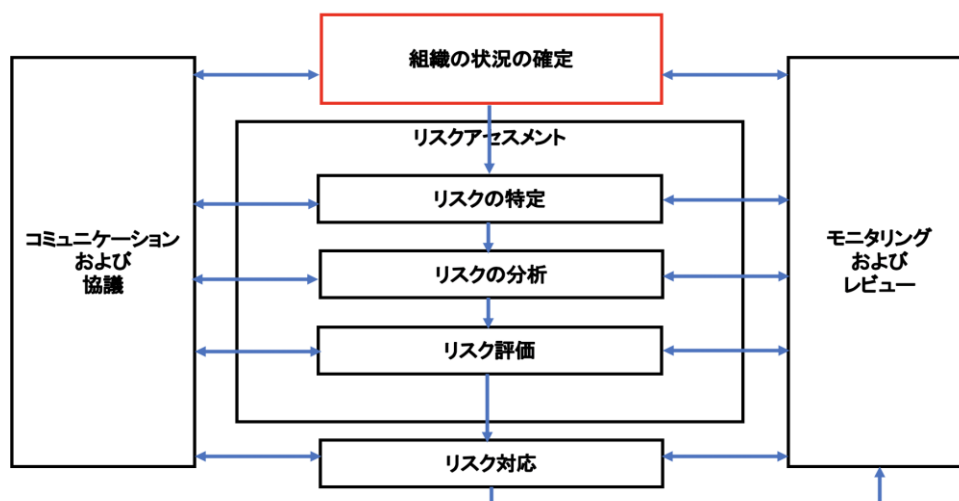 組織の状況の確定
リスクアセスメント
リスクの特定
コミュニケーション
および
協議
リスクの分析
モニタリング
および
レビュー
リスク評価
リスク対応